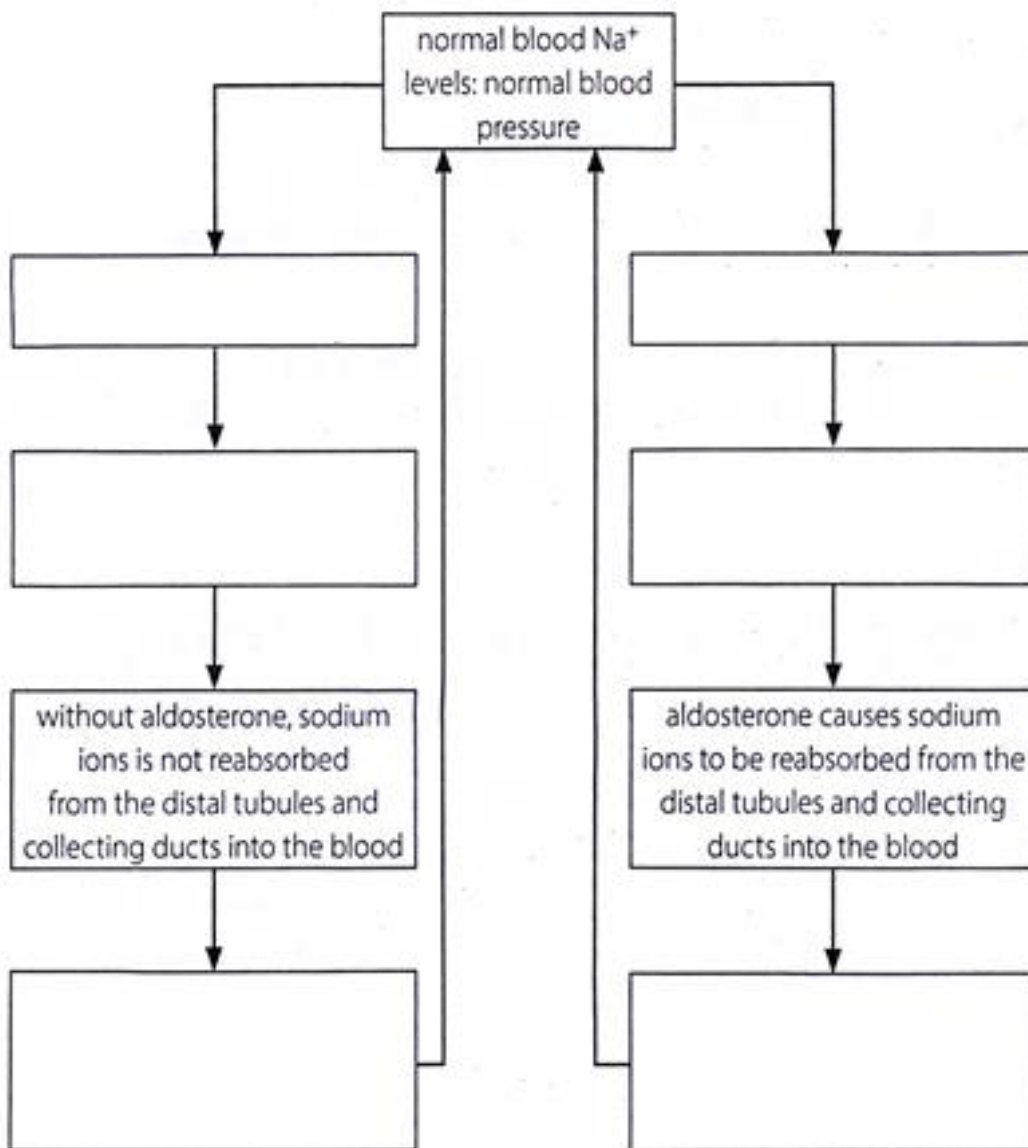 normal blood Na⁺
levels: normal blood
pressure
without aldosterone, sodium
ions is not reabsorbed
from the distal tubules and
collecting ducts into the blood
aldosterone causes sodium
ions to be reabsorbed from the
distal tubules and collecting
ducts into the blood